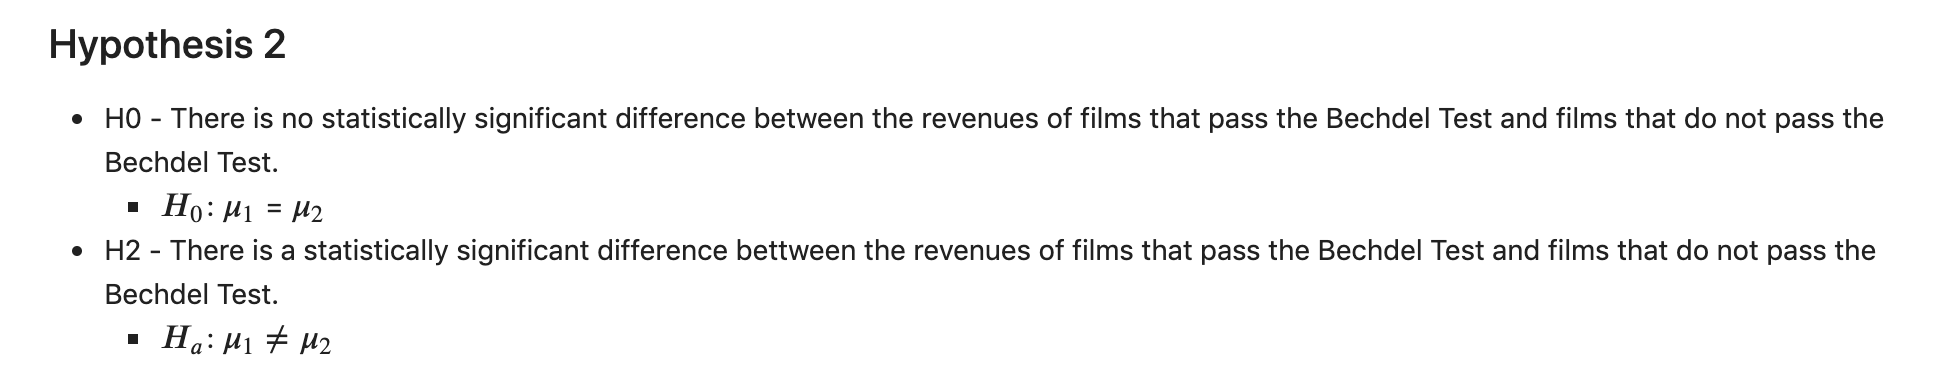 Hypothesis 2
• H0 - There is no statistically significant difference between the revenues of films that pass the Bechdel Test and films that do not pass the
Bechdel Test.
▪ H₀: μ₁ = μ₂
• H2 - There is a statistically significant difference bettween the revenues of films that pass the Bechdel Test and films that do not pass the
Bechdel Test.
▪ Hₐ: μ₁ ≠ μ₂